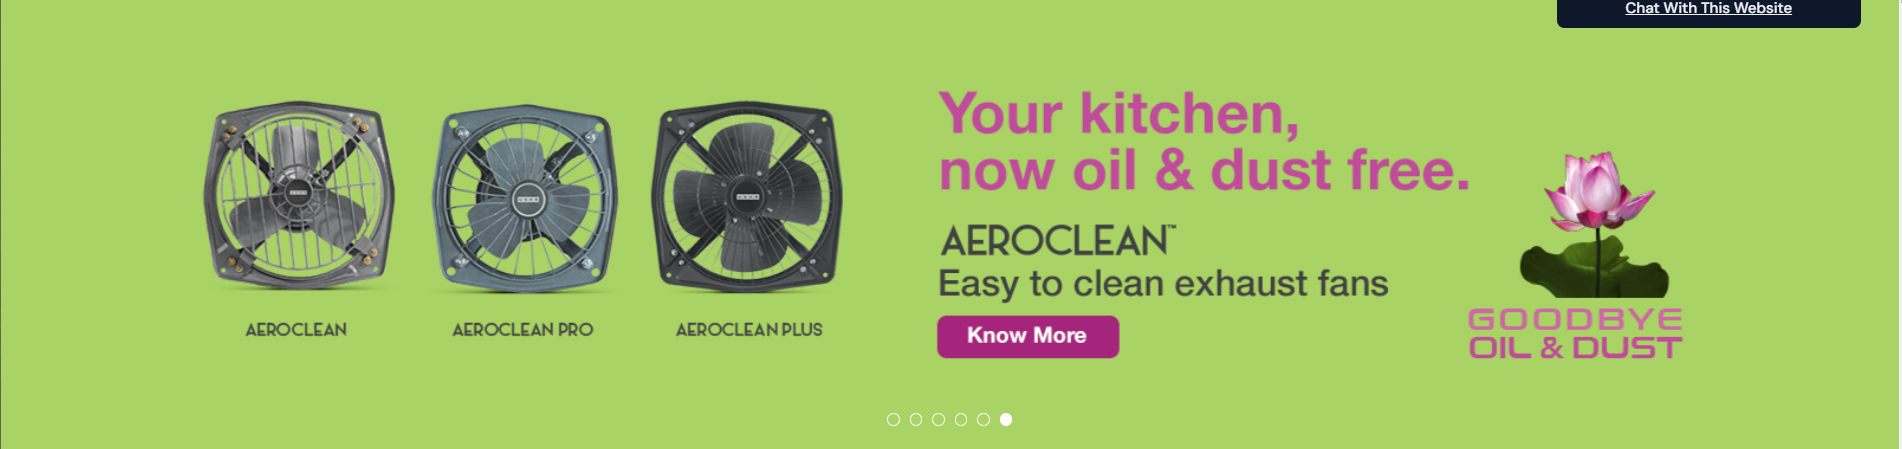 Chat With This Website
Your kitchen,
now oil & dust free.
AEROCLEAN™
Easy to clean exhaust fans
Know More
GOODBYE
OIL & DUST
AEROCLEAN
AEROCLEAN PRO
AEROCLEAN PLUS